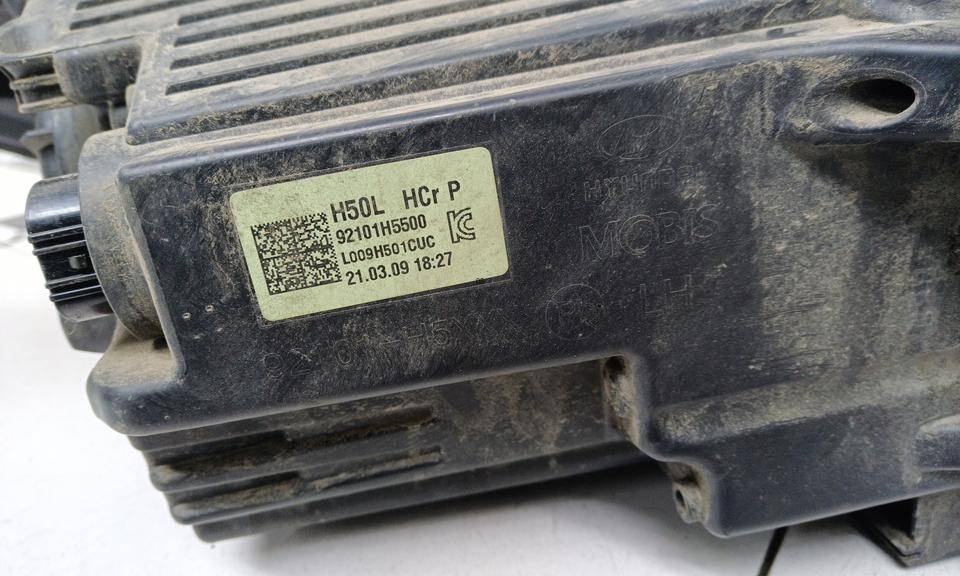 H50L HCr P
92101H5500
L009H501CUC
21.03.09 18:27
HYUNDAI
MOBIS
LH